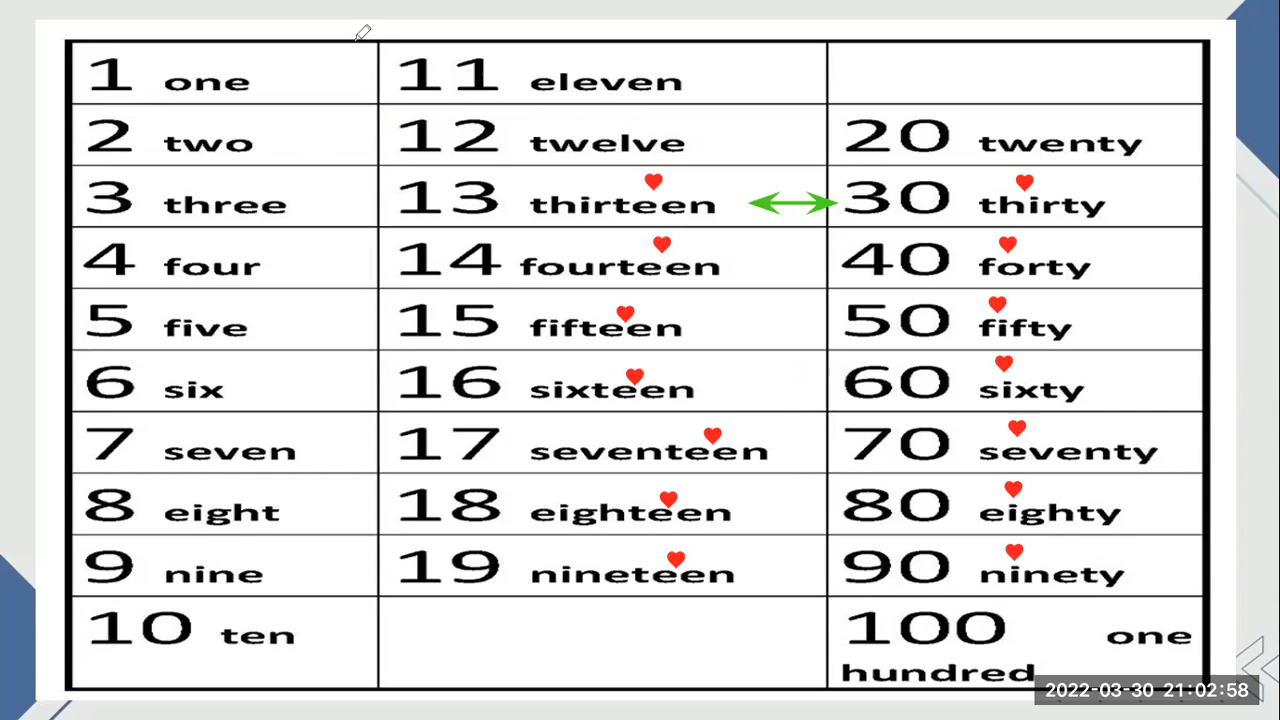 1 one 11 eleven
2 two 12 twelve 20 twenty
3 three 13 thirteen 30 thirty
4 four 14 fourteen 40 forty
5 five 15 fifteen 50 fifty
6 six 16 sixteen 60 sixty
7 seven 17 seventeen 70 seventy
8 eight 18 eighteen 80 eighty
9 nine 19 nineteen 90 ninety
10 ten 100 one
hundred
2022-03-30 21:02:58